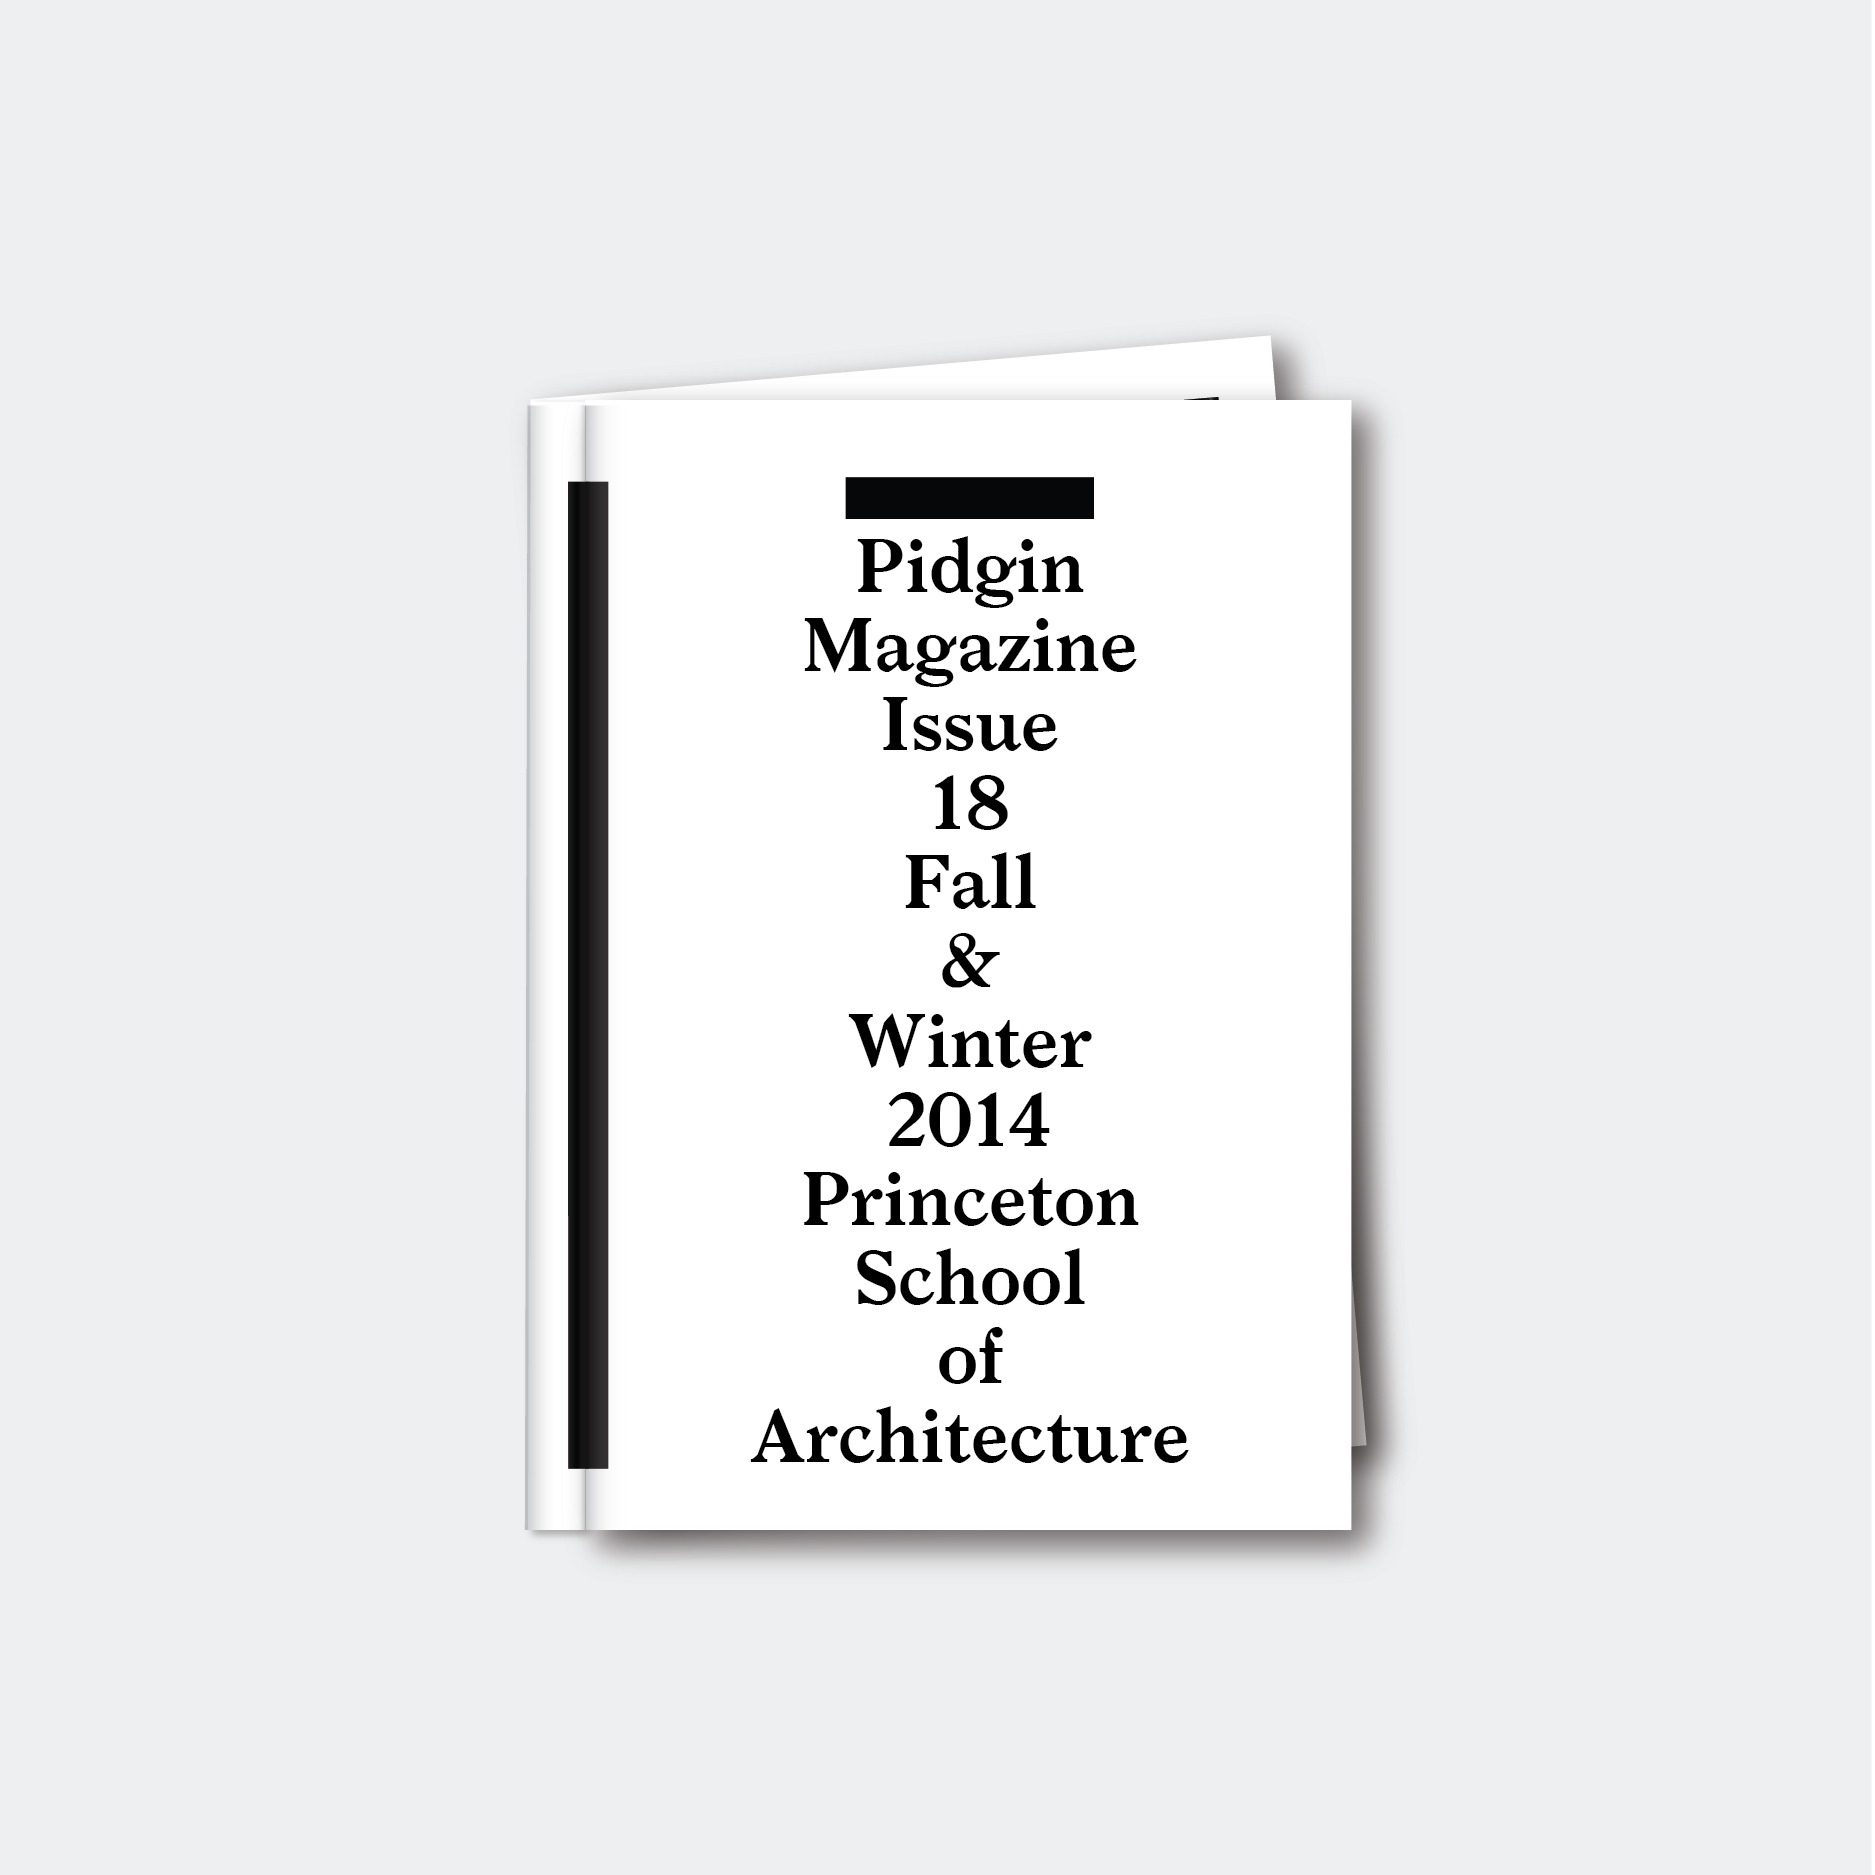 Pidgin
Magazine
Issue
18
Fall
&
Winter
2014
Princeton
School
of
Architecture